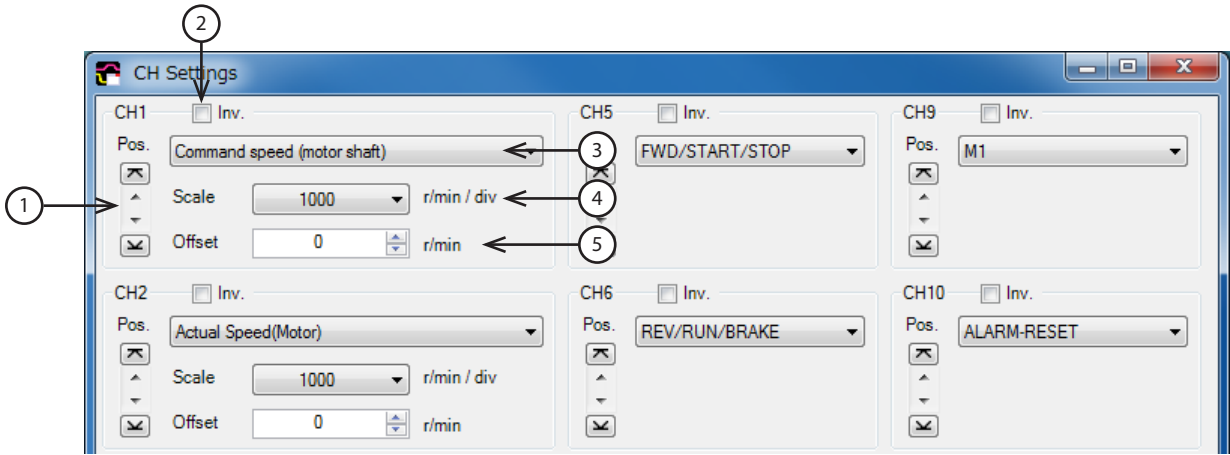 2
CH Settings
CH1 Inv.
Pos.
Command speed (motor shaft)
3
Scale 1000 r/min / div
4
1
Offset 0 r/min
5
CH5 Inv.
FWD/START/STOP
CH9 Inv.
Pos.
M1
CH2 Inv.
Pos.
Actual Speed(Motor)
Scale 1000 r/min / div
Offset 0 r/min
CH6 Inv.
Pos.
REV/RUN/BRAKE
CH10 Inv.
Pos.
ALARM-RESET